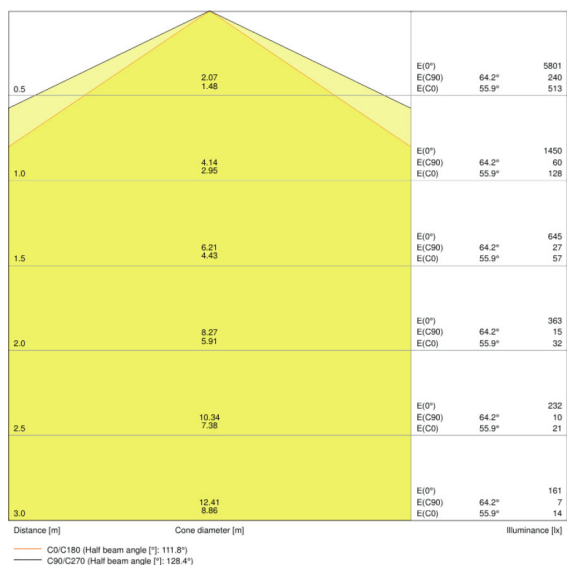 E(0°) 5801
2.07 E(C90) 64.2° 240
0.5 1.48 E(C0) 55.9° 513
E(0°) 1450
4.14 E(C90) 64.2° 60
1.0 2.95 E(C0) 55.9° 128
E(0°) 645
6.21 E(C90) 64.2° 27
1.5 4.43 E(C0) 55.9° 57
E(0°) 363
8.27 E(C90) 64.2° 15
2.0 5.91 E(C0) 55.9° 32
E(0°) 232
10.34 E(C90) 64.2° 10
2.5 7.38 E(C0) 55.9° 21
E(0°) 161
12.41 E(C90) 64.2° 7
3.0 8.86 E(C0) 55.9° 14
Distance [m] Cone diameter [m] Illuminance [lx]
C0/C180 (Half beam angle [°]: 111.8°)
C90/C270 (Half beam angle [°]: 128.4°)